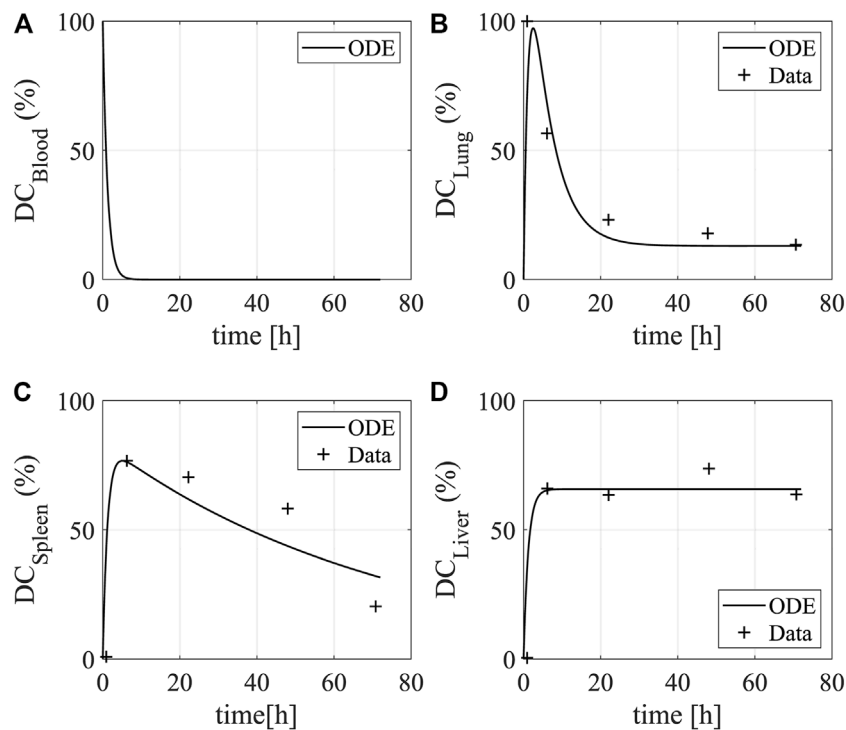 A
100
50
0
DC_Blood (%)
ODE
0 20 40 60 80
time [h]
B
100
50
0
DC_Lung (%)
ODE
Data
0 20 40 60 80
time [h]
C
100
50
0
DC_Spleen (%)
ODE
Data
0 20 40 60 80
time[h]
D
100
50
0
DC_Liver (%)
ODE
Data
0 20 40 60 80
time [h]